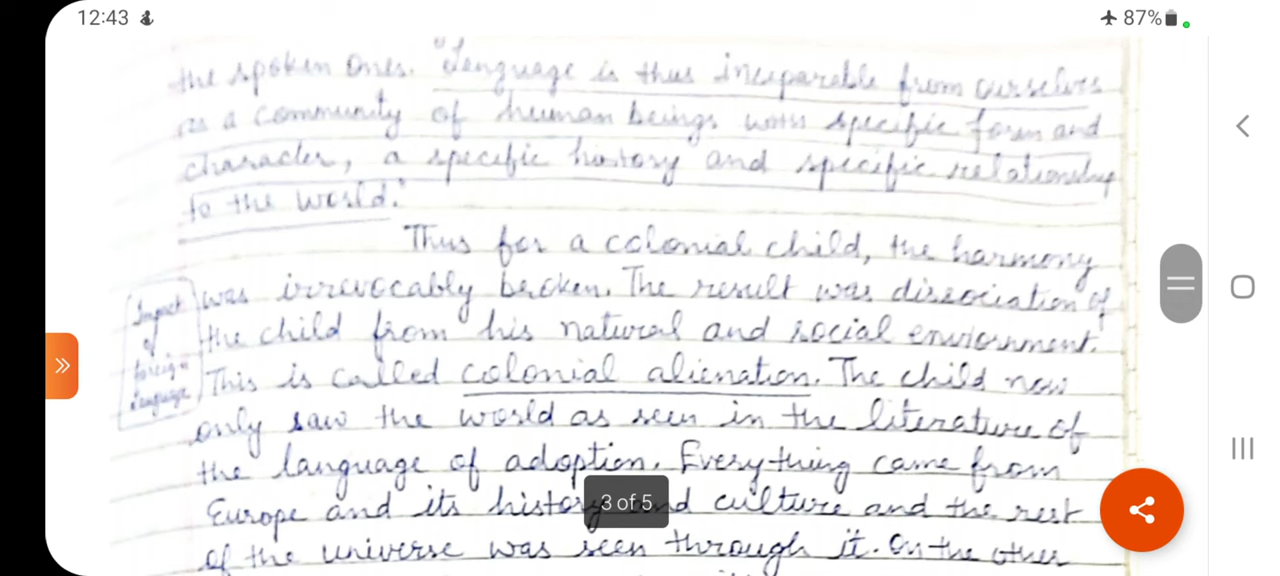 12:43
87%
the spoken ones. "Language is thus inseparable from ourselves
as a community of human beings with specific form and
character, a specific history and specific relationship
to the world."
Thus for a colonial child, the harmony
was irrevocably broken. The result was dissociation of
the child from his natural and social enviornment.
This is called colonial alienation. The child now
only saw the world as seen in the literature of
the language of adoption. Everything came from
Europe and its history and culture and the rest
of the universe was seen through it. On the other
Impact
of
foreign
language
3 of 5